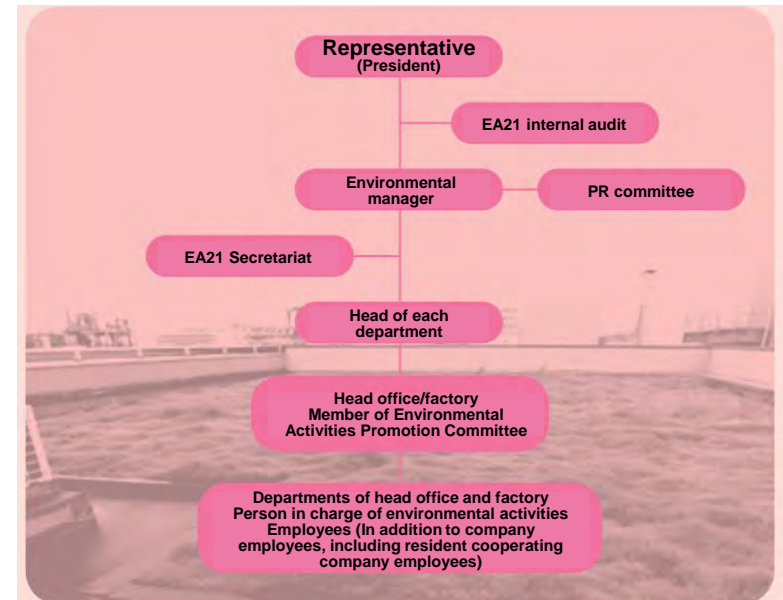 Representative
(President)
EA21 internal audit
Environmental
manager
PR committee
EA21 Secretariat
Head of each
department
Head office/factory
Member of Environmental
Activities Promotion Committee
Departments of head office and factory
Person in charge of environmental activities
Employees (In addition to company
employees, including resident cooperating
company employees)